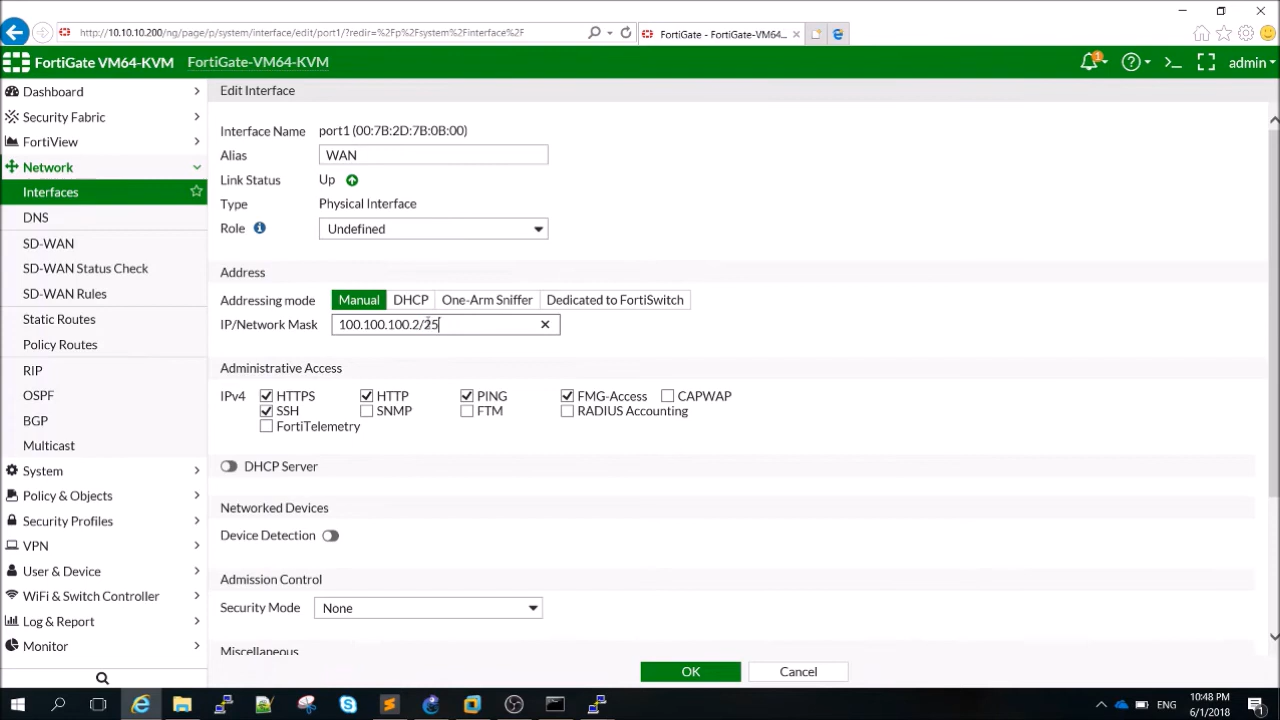 http://10.10.10.200/ng/page/p/system/interface/edit/port1/?redir=%2Fp%2Fsystem%2Finterface%2F
FortiGate - FortiGate-VM64-...
FortiGate VM64-KVM
FortiGate-VM64-KVM
1
admin
Dashboard
Security Fabric
FortiView
Network
Interfaces
DNS
SD-WAN
SD-WAN Status Check
SD-WAN Rules
Static Routes
Policy Routes
RIP
OSPF
BGP
Multicast
System
Policy & Objects
Security Profiles
VPN
User & Device
WiFi & Switch Controller
Log & Report
Monitor
Edit Interface
Interface Name port1 (00:7B:2D:7B:0B:00)
Alias WAN
Link Status Up
Type Physical Interface
Role Undefined
Address
Addressing mode Manual DHCP One-Arm Sniffer Dedicated to FortiSwitch
IP/Network Mask 100.100.100.2/25
Administrative Access
IPv4 HTTPS HTTP PING FMG-Access CAPWAP
SSH SNMP FTM RADIUS Accounting
FortiTelemetry
DHCP Server
Networked Devices
Device Detection
Admission Control
Security Mode None
Miscellaneous
OK Cancel
ENG
10:48 PM
6/1/2018
1